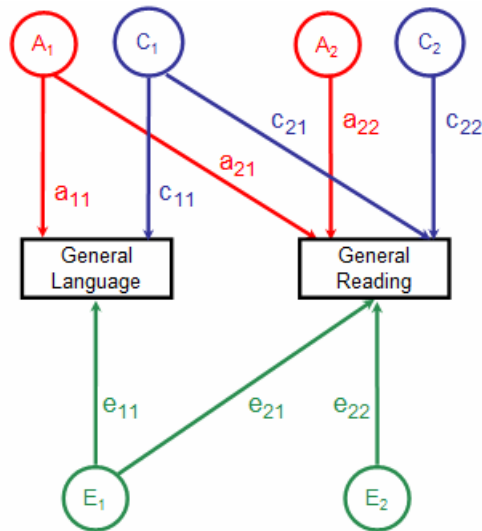 A₁ C₁ A₂ C₂
c₂₁ a₂₂ c₂₂
a₁₁ c₁₁ a₂₁
General Language
General Reading
e₁₁ e₂₁ e₂₂
E₁ E₂